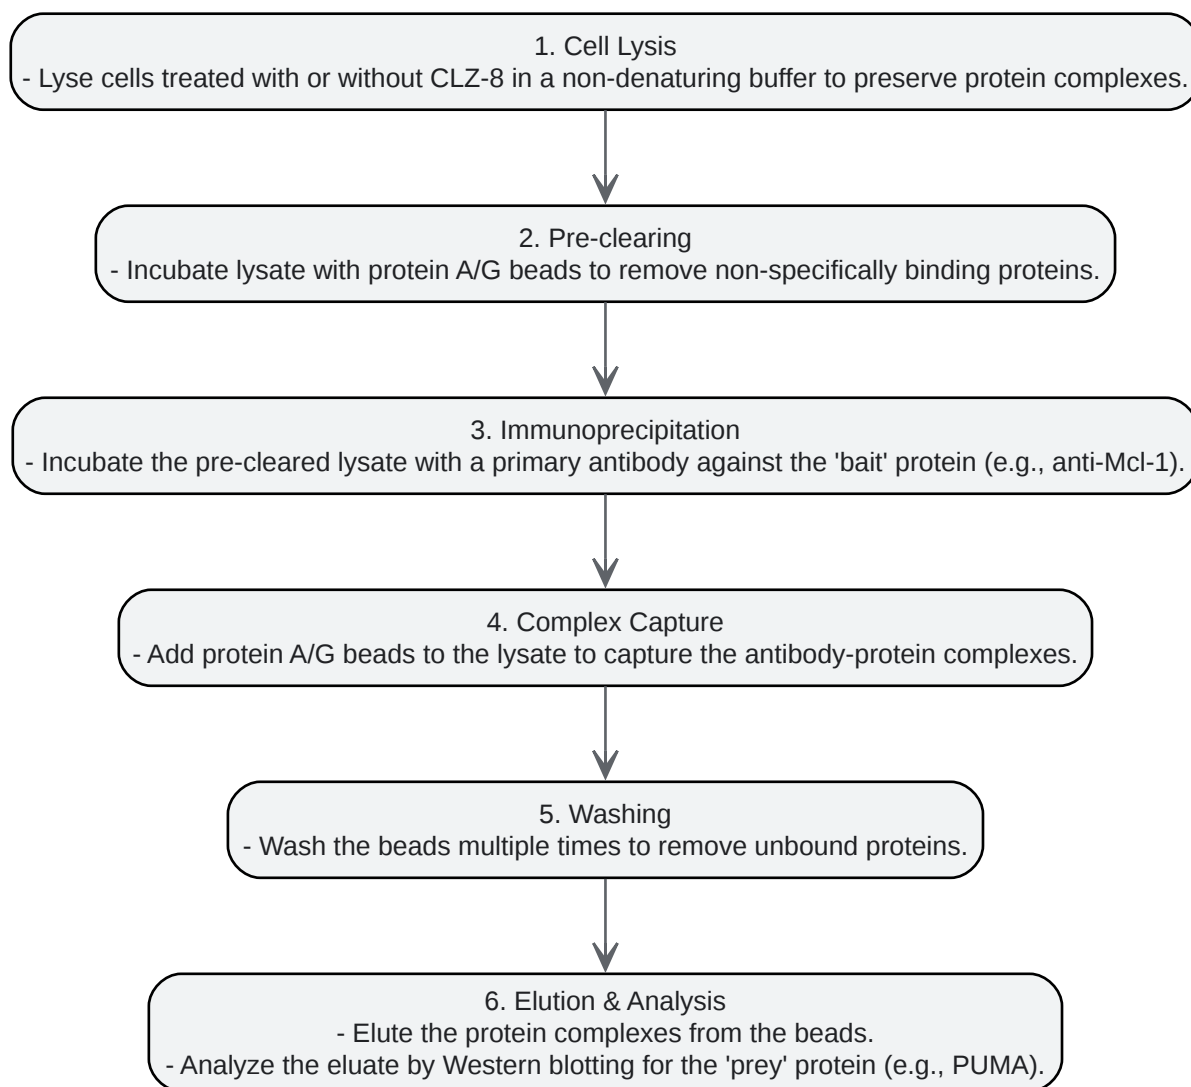 1. Cell Lysis
- Lyse cells treated with or without CLZ-8 in a non-denaturing buffer to preserve protein complexes.
2. Pre-clearing
- Incubate lysate with protein A/G beads to remove non-specifically binding proteins.
3. Immunoprecipitation
- Incubate the pre-cleared lysate with a primary antibody against the 'bait' protein (e.g., anti-Mcl-1).
4. Complex Capture
- Add protein A/G beads to the lysate to capture the antibody-protein complexes.
5. Washing
- Wash the beads multiple times to remove unbound proteins.
6. Elution & Analysis
- Elute the protein complexes from the beads.
- Analyze the eluate by Western blotting for the 'prey' protein (e.g., PUMA).